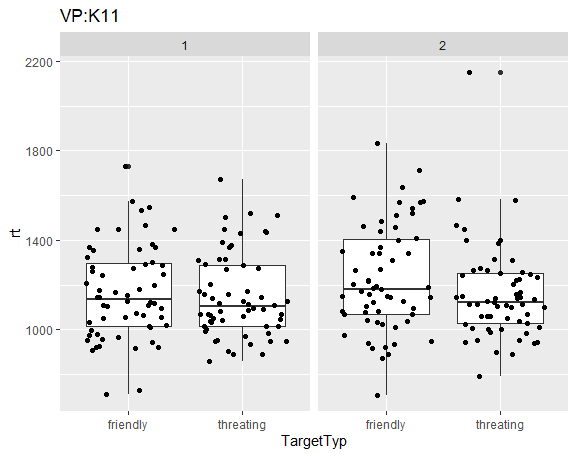 VP:K11
1 2
2200
1800
1400
1000
rt
friendly threating friendly threating
TargetTyp